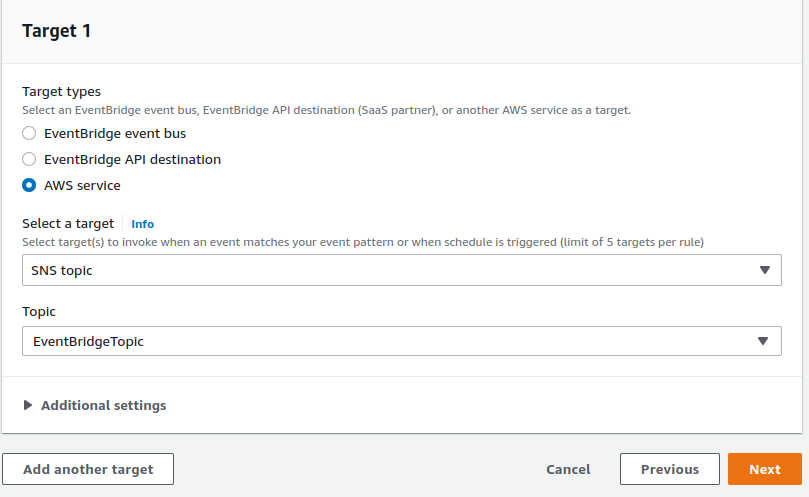 Target 1
Target types
Select an EventBridge event bus, EventBridge API destination (SaaS partner), or another AWS service as a target.
EventBridge event bus
EventBridge API destination
AWS service
Select a target Info
Select target(s) to invoke when an event matches your event pattern or when schedule is triggered (limit of 5 targets per rule)
SNS topic
Topic
EventBridgeTopic
Additional settings
Add another target Cancel Previous Next